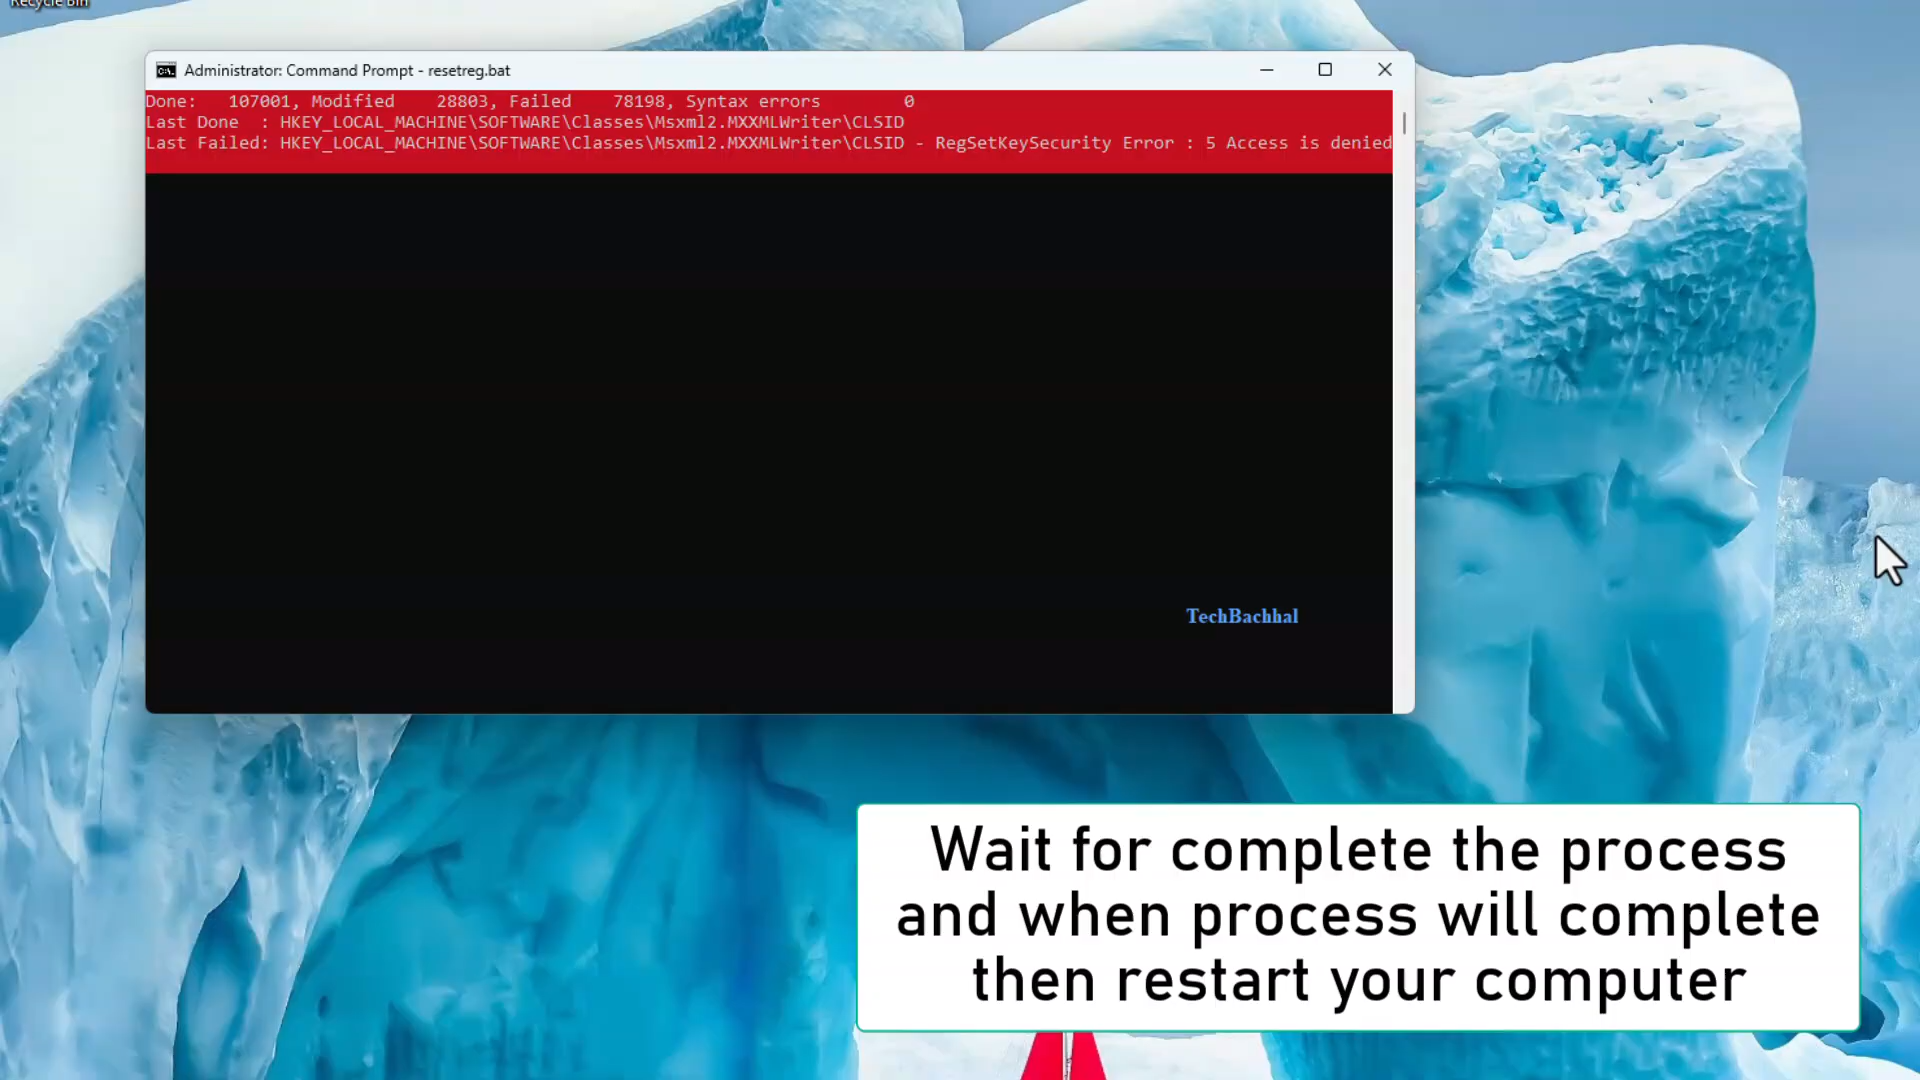 Recycle Bin
Administrator: Command Prompt - resetreg.bat
Done:   107001, Modified    28803, Failed    78198, Syntax errors        0
Last Done  : HKEY_LOCAL_MACHINE\SOFTWARE\Classes\Msxml2.MXXMLWriter\CLSID
Last Failed: HKEY_LOCAL_MACHINE\SOFTWARE\Classes\Msxml2.MXXMLWriter\CLSID - RegSetKeySecurity Error : 5 Access is denied
TechBachhal
Wait for complete the process
and when process will complete
then restart your computer